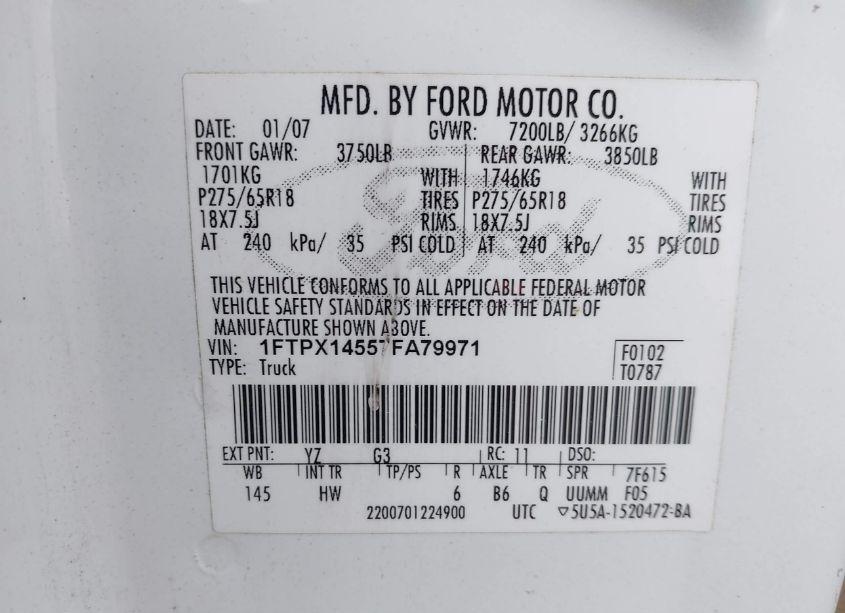 MFD. BY FORD MOTOR CO.
DATE: 01/07 GVWR: 7200LB/ 3266KG
FRONT GAWR: 3750LB REAR GAWR: 3850LB
1701KG WITH 1746KG WITH
P275/65R18 TIRES P275/65R18 TIRES
18X7.5J RIMS 18X7.5J RIMS
AT 240 kPa/ 35 PSI COLD AT 240 kPa/ 35 PSI COLD
Ford
THIS VEHICLE CONFORMS TO ALL APPLICABLE FEDERAL MOTOR
VEHICLE SAFETY STANDARDS IN EFFECT ON THE DATE OF
MANUFACTURE SHOWN ABOVE.
VIN: 1FTPX14557FA79971
F0102
TYPE: Truck T0787
EXT PNT: YZ G3 RC: 11 DSO:
WB INT TR TP/PS R AXLE TR SPR 7F615
145 HW 6 B6 Q UUMM F05
2200701224900 UTC ▽5U5A-1520472-BA